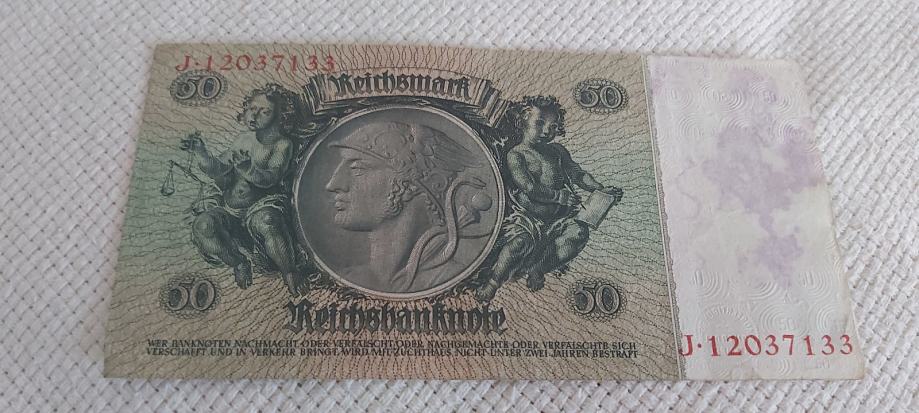 J·12037133
Reichsmark
50 50
50 50
Reichsbanknote
WER BANKNOTEN NACHMACHT ODER VERFÄLSCHT ODER NACHGEMACHTE ODER VERFÄLSCHTE SICH
VERSCHAFFT UND IN VERKEHR BRINGT, WIRD MIT ZUCHTHAUS NICHT UNTER ZWEI JAHREN BESTRAFT
J·12037133